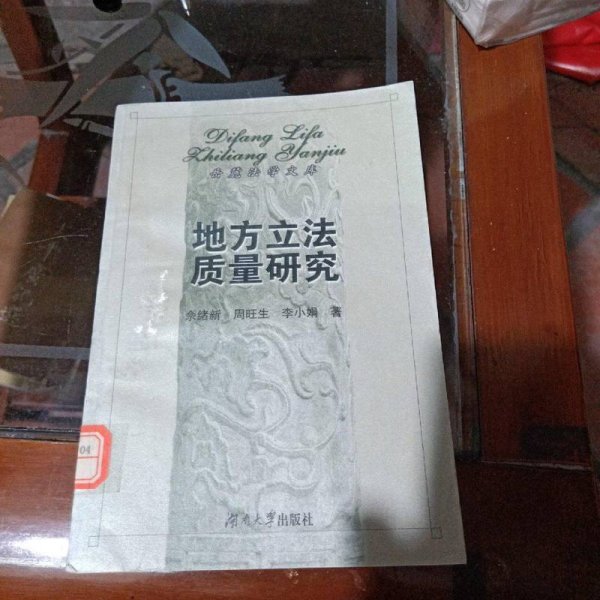 Difang Lifa
Zhiliang Yanjiu
岳麓法学文库
地方立法
质量研究
余绪新 周旺生 李小娟 著
04
湖南大学出版社